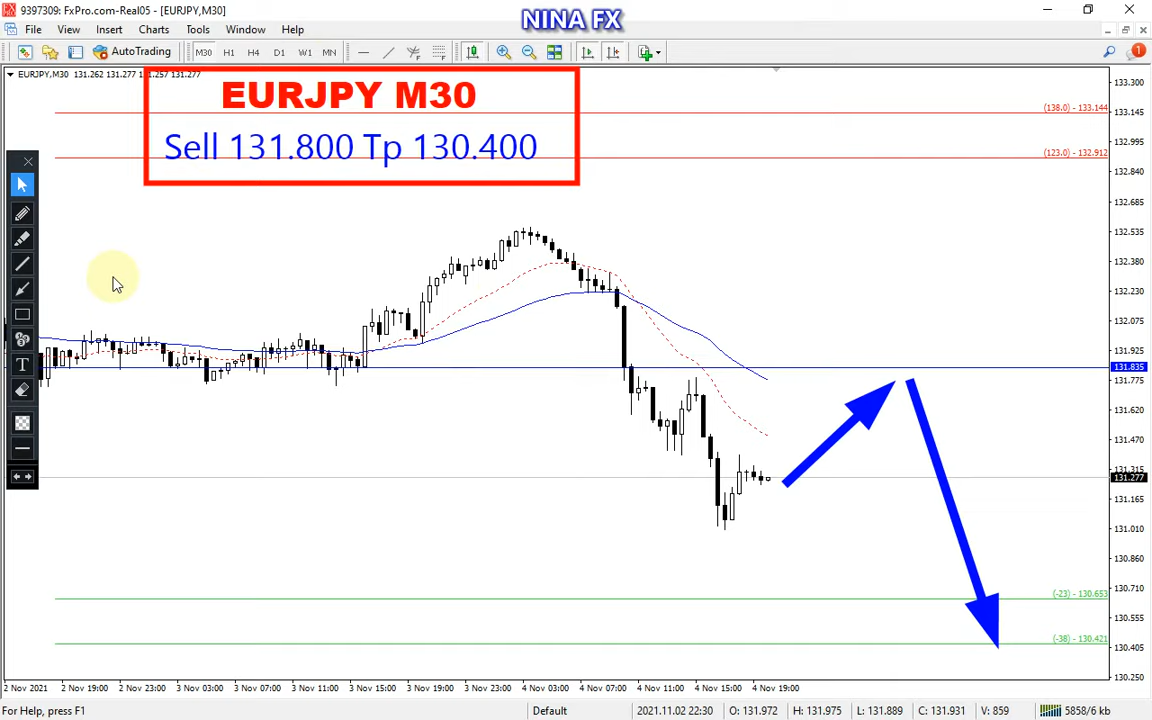 9397309: FxPro.com-Real05 - [EURJPY,M30]
NINA FX
File View Insert Charts Tools Window Help
AutoTrading M30 H1 H4 D1 W1 MN 1
EURJPY,M30 131.262 131.277 131.257 131.277
EURJPY M30
Sell 131.800 Tp 130.400
133.300
(138.0) - 133.144
133.145
132.995
(123.0) - 132.912
132.840
132.685
132.535
132.380
132.230
132.075
131.925
131.835
131.775
131.620
131.470
131.315
131.277
131.165
131.010
130.860
130.710
(-23) - 130.653
130.555
(-38) - 130.421
130.405
130.250
2 Nov 2021 2 Nov 19:00 2 Nov 23:00 3 Nov 03:00 3 Nov 07:00 3 Nov 11:00 3 Nov 15:00 3 Nov 19:00 3 Nov 23:00 4 Nov 03:00 4 Nov 07:00 4 Nov 11:00 4 Nov 15:00 4 Nov 19:00
For Help, press F1 Default 2021.11.02 22:30 O: 131.972 H: 131.975 L: 131.889 C: 131.931 V: 859 5858/6 kb